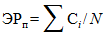 ЭРп = ∑ Ci/N